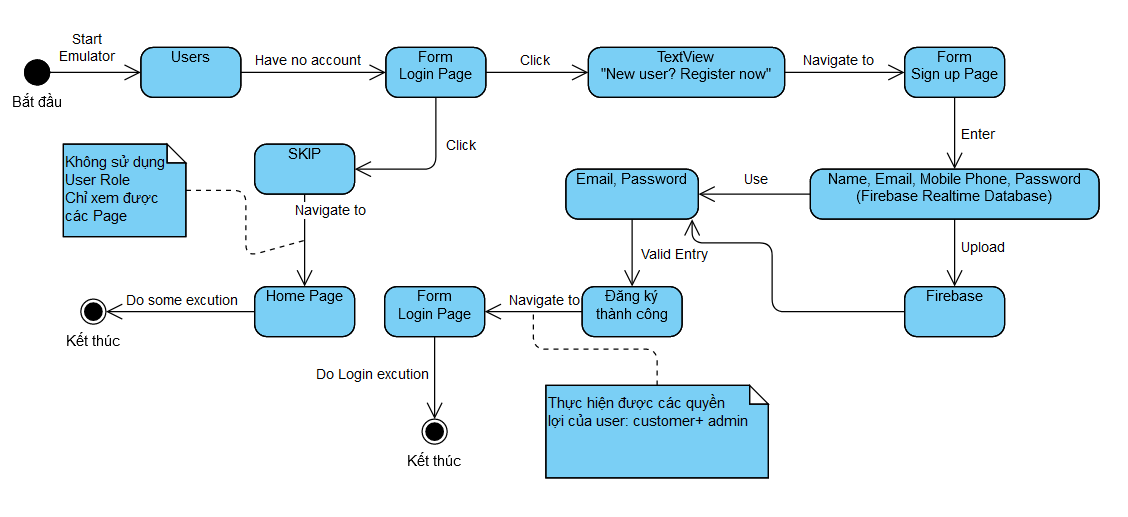 Start
Emulator
Bắt đầu
Users
Have no account
Form
Login Page
Click
TextView
"New user? Register now"
Navigate to
Form
Sign up Page
Click
Enter
Không sử dụng
User Role
Chỉ xem được
các Page
SKIP
Navigate to
Email, Password
Use
Name, Email, Mobile Phone, Password
(Firebase Realtime Database)
Valid Entry
Upload
Kết thúc
Do some excution
Home Page
Form
Login Page
Navigate to
Đăng ký
thành công
Firebase
Do Login excution
Kết thúc
Thực hiện được các quyền
lợi của user: customer+ admin